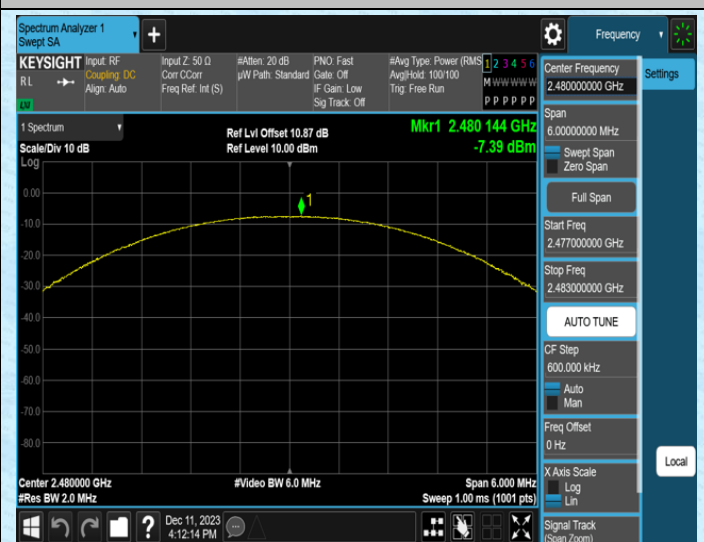 Spectrum Analyzer 1
Swept SA
+
Frequency
KEYSIGHT
RL
LXI
Input: RF
Coupling: DC
Align: Auto
Input Z: 50 Ω
Corr CCorr
Freq Ref: Int (S)
#Atten: 20 dB
µW Path: Standard
PNO: Fast
Gate: Off
IF Gain: Low
Sig Track: Off
#Avg Type: Power (RMS
Avg|Hold: 100/100
Trig: Free Run
1 2 3 4 5 6
M W W W W W
P P P P P P
1 Spectrum
Scale/Div 10 dB
Log
Ref Lvl Offset 10.87 dB
Ref Level 10.00 dBm
Mkr1 2.480 144 GHz
-7.39 dBm
1
0.00
-10.0
-20.0
-30.0
-40.0
-50.0
-60.0
-70.0
-80.0
Center 2.480000 GHz
#Res BW 2.0 MHz
#Video BW 6.0 MHz
Span 6.000 MHz
Sweep 1.00 ms (1001 pts)
?
Dec 11, 2023
4:12:14 PM
Center Frequency
2.480000000 GHz
Settings
Span
6.00000000 MHz
Swept Span
Zero Span
Full Span
Start Freq
2.477000000 GHz
Stop Freq
2.483000000 GHz
AUTO TUNE
CF Step
600.000 kHz
Auto
Man
Freq Offset
0 Hz
Local
X Axis Scale
Log
Lin
Signal Track
(Span Zoom)